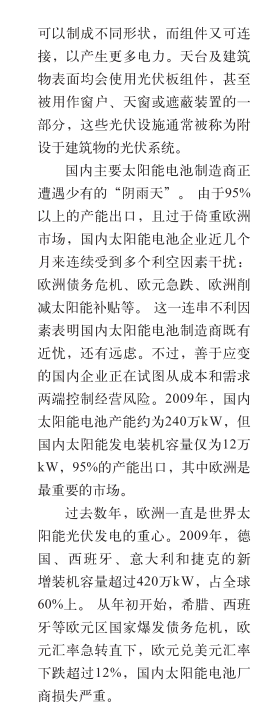 可以制成不同形状，而组件又可连
接，以产生更多电力。天台及建筑
物表面均会使用光伏板组件，甚至
被用作窗户、天窗或遮蔽装置的一
部分，这些光伏设施通常被称为附
设于建筑物的光伏系统。
国内主要太阳能电池制造商正
遭遇少有的“阴雨天”。 由于95%
以上的产能出口，且过于倚重欧洲
市场，国内太阳能电池企业近几个
月来连续受到多个利空因素干扰：
欧洲债务危机、欧元急跌、欧洲削
减太阳能补贴等。 这一连串不利因
素表明国内太阳能电池制造商既有
近忧，还有远虑。不过，善于应变
的国内企业正在试图从成本和需求
两端控制经营风险。2009年，国内
太阳能电池产能约为240万kW，但
国内太阳能发电装机容量仅为12万
kW，95%的产能出口，其中欧洲是
最重要的市场。
过去数年，欧洲一直是世界太
阳能光伏发电的重心。2009年，德
国、西班牙、意大利和捷克的新
增装机容量超过420万kW，占全球
60%上。 从年初开始，希腊、西班
牙等欧元区国家爆发债务危机，欧
元汇率急转直下，欧元兑美元汇率
下跌超过12%，国内太阳能电池厂
商损失严重。